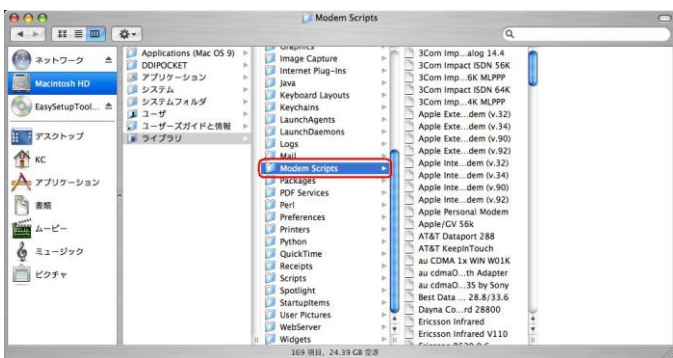 Modem Scripts
ネットワーク
Macintosh HD
EasySetupTool...
デスクトップ
KC
アプリケーション
書類
ムービー
ミュージック
ピクチャ
Applications (Mac OS 9)
DDIPOCKET
アプリケーション
システム
システムフォルダ
ユーザ
ユーザーズガイドと情報
ライブラリ
Graphics
Image Capture
Internet Plug-Ins
Java
Keyboard Layouts
Keychains
LaunchAgents
LaunchDaemons
Logs
Mail
Modem Scripts
Packages
PDF Services
Perl
Preferences
Printers
Python
QuickTime
Receipts
Scripts
Spotlight
StartupItems
User Pictures
WebServer
Widgets
3Com Imp...alog 14.4
3Com Impact ISDN 56K
3Com Imp...6K MLPPP
3Com Impact ISDN 64K
3Com Imp...4K MLPPP
Apple Exte...dem (v.32)
Apple Exte...dem (v.34)
Apple Exte...dem (v.90)
Apple Exte...dem (v.92)
Apple Inte...dem (v.32)
Apple Inte...dem (v.34)
Apple Inte...dem (v.90)
Apple Inte...dem (v.92)
Apple Personal Modem
Apple/GV 56k
AT&T Dataport 288
AT&T KeepInTouch
au CDMA 1x WIN W01K
au cdmaO...th Adapter
au cdmaO...35 by Sony
Best Data ... 28.8/33.6
Dayna Co...rd 28800
Ericsson Infrared
Ericsson Infrared V110
169 項目, 24.39 GB 空き